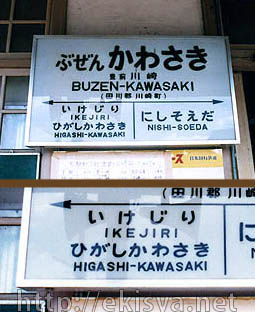 ぶぜん かわさき
豊前 川崎
BUZEN-KAWASAKI
(田川郡 川崎町)
いけじり
IKEJIRI
ひがしかわさき
HIGASHI-KAWASAKI
にしそえだ
NISHI-SOEDA
(田川郡 川崎
いけじり
IKEJIRI
ひがしかわさき
HIGASHI-KAWASAKI
に
NIS
http://ekisya.net